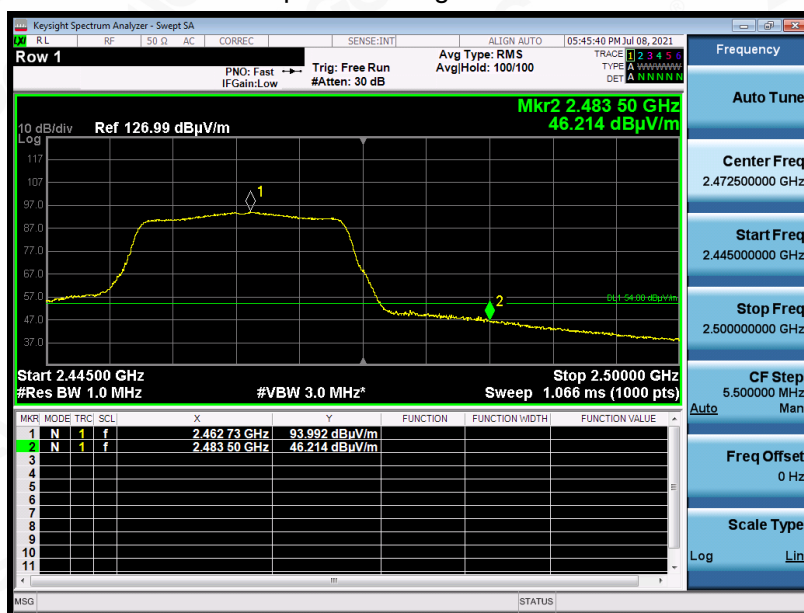 Keysight Spectrum Analyzer - Swept SA
LXI RL RF 50 Ω AC CORREC SENSE:INT ALIGN AUTO 05:45:40 PM Jul 08, 2021
Row 1
PNO: Fast
IFGain:Low
Trig: Free Run
#Atten: 30 dB
Avg Type: RMS
Avg|Hold: 100/100
TRACE 1 2 3 4 5 6
TYPE A WWWWW
DET A N N N N N
Mkr2 2.483 50 GHz
46.214 dBµV/m
10 dB/div Ref 126.99 dBµV/m
Log
117
107
97.0
87.0
77.0
67.0
57.0
47.0
37.0
1
2
DL1 54.00 dBµV/m
Start 2.44500 GHz Stop 2.50000 GHz
#Res BW 1.0 MHz #VBW 3.0 MHz* Sweep 1.066 ms (1000 pts)
MKR MODE TRC SCL X Y FUNCTION FUNCTION WIDTH FUNCTION VALUE
1 N 1 f 2.462 73 GHz 93.992 dBµV/m
2 N 1 f 2.483 50 GHz 46.214 dBµV/m
3
4
5
6
7
8
9
10
11
MSG STATUS
Frequency
Auto Tune
Center Freq
2.472500000 GHz
Start Freq
2.445000000 GHz
Stop Freq
2.500000000 GHz
CF Step
5.500000 MHz
Auto Man
Freq Offset
0 Hz
Scale Type
Log Lin